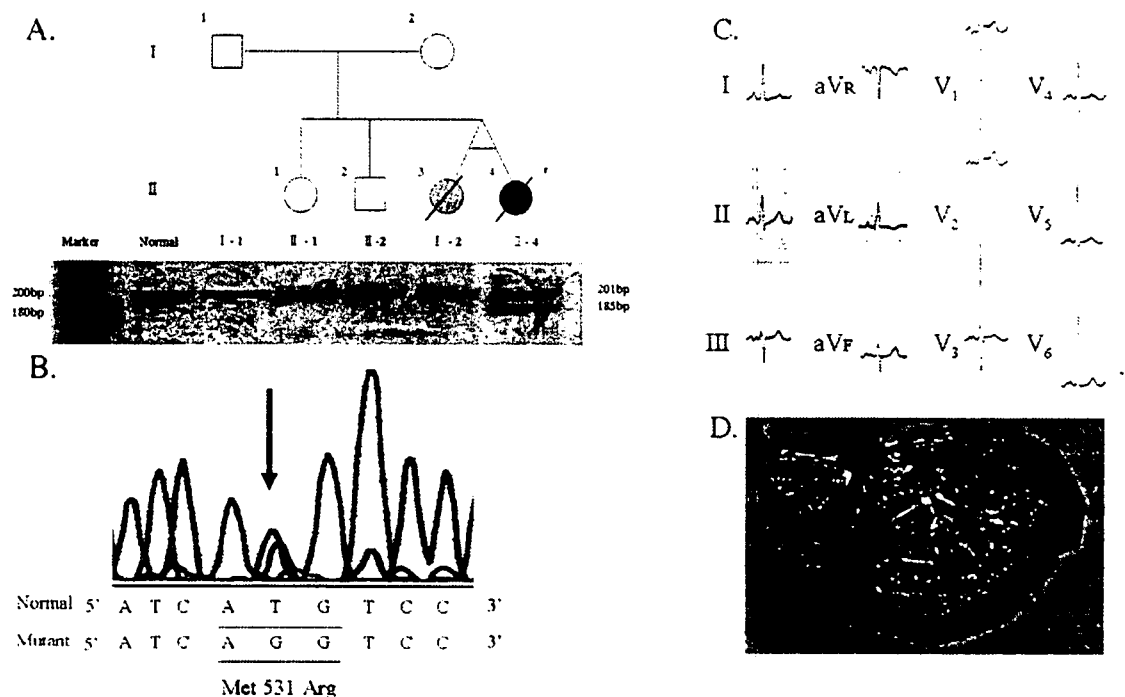 A.
1
2
I
1
2
3
4
II
Marker Normal I - 1 II - 1 II - 2 I - 2 II - 4
200bp
180bp
201bp
185bp
B.
Normal 5' A T C A T G T C C 3'
Mutant 5' A T C A G G T C C 3'
Met 531 Arg
C.
I aVR V1 V4
II aVL V2 V5
III aVF V3 V6
D.